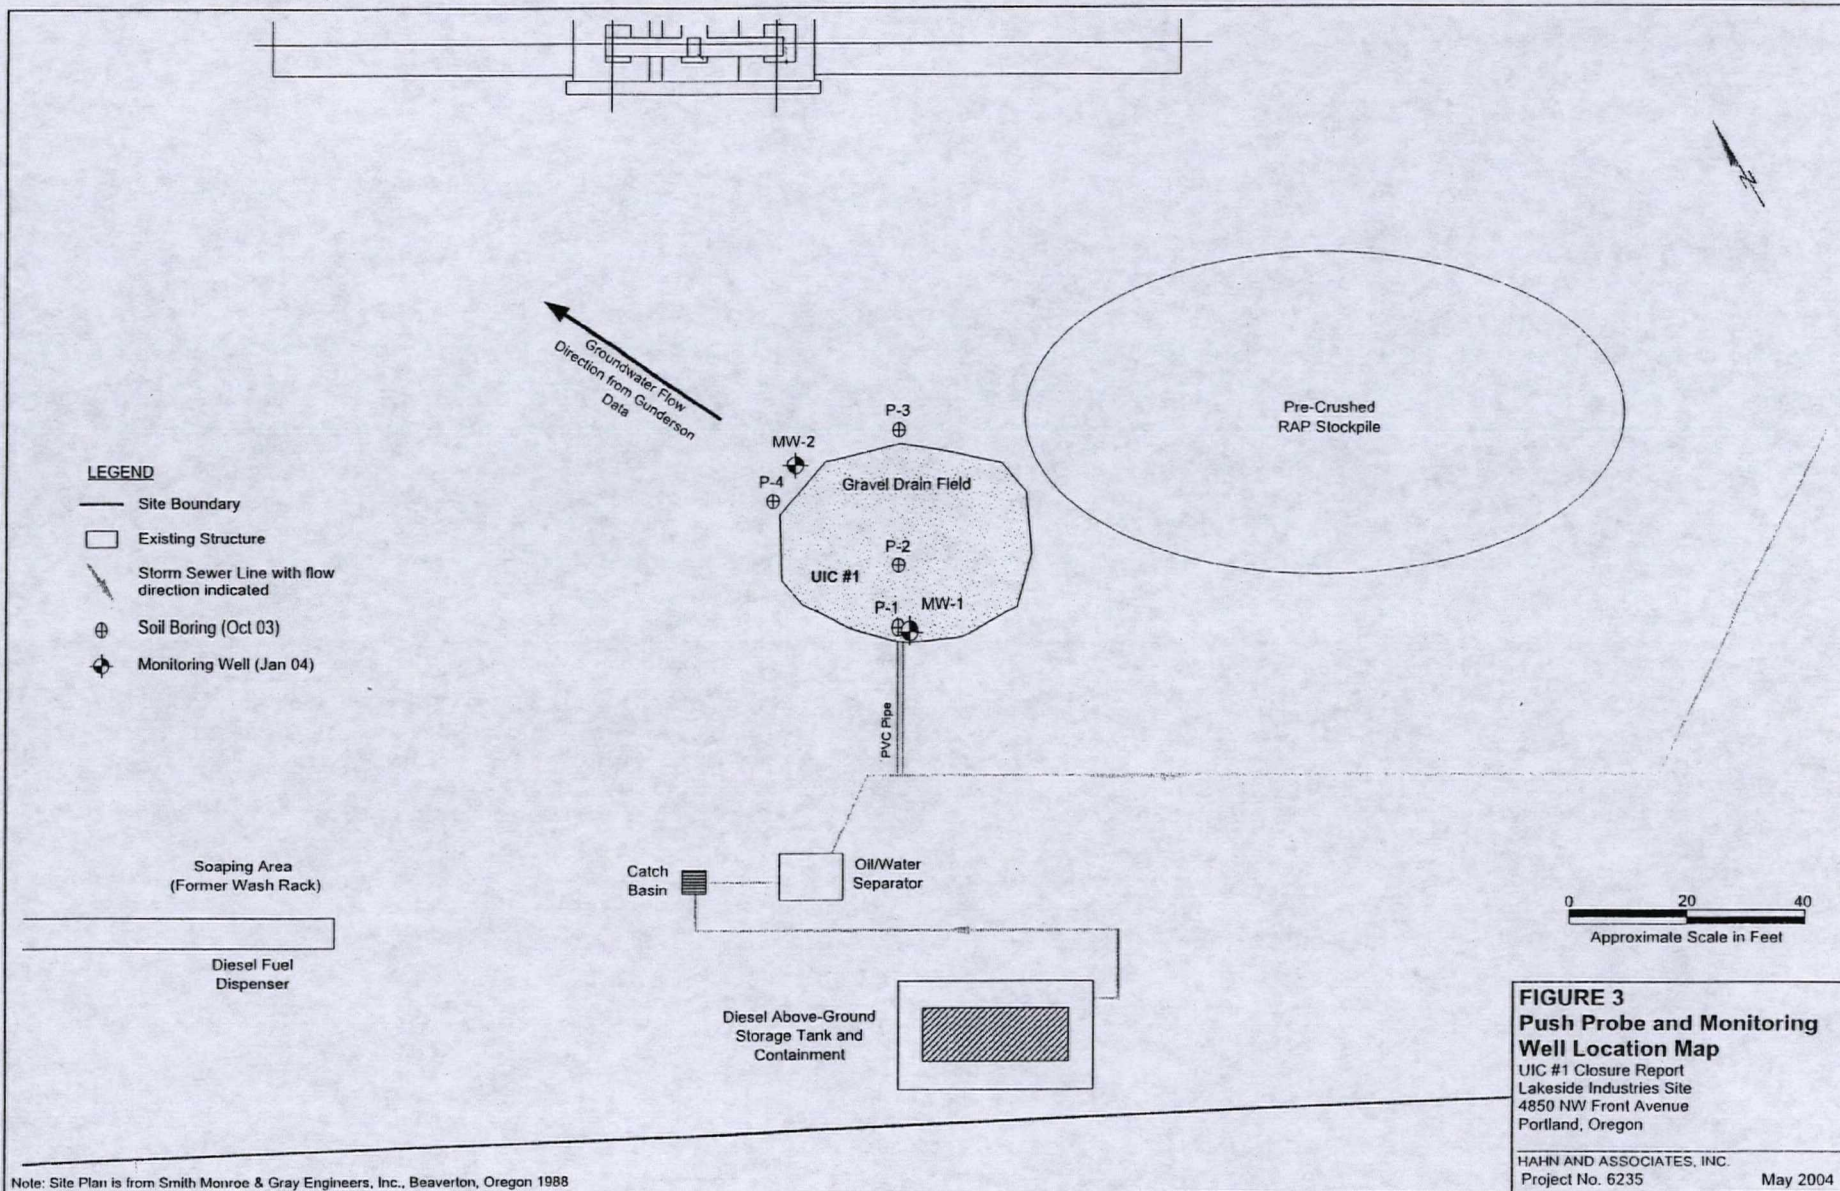 N
Groundwater Flow
Direction from Gunderson
Data
P-3
MW-2
P-4
Gravel Drain Field
P-2
UIC #1
P-1
MW-1
Pre-Crushed
RAP Stockpile
LEGEND
Site Boundary
Existing Structure
Storm Sewer Line with flow
direction indicated
Soil Boring (Oct 03)
Monitoring Well (Jan 04)
PVC Pipe
Soaping Area
(Former Wash Rack)
Diesel Fuel
Dispenser
Catch
Basin
Oil/Water
Separator
Diesel Above-Ground
Storage Tank and
Containment
0 20 40
Approximate Scale in Feet
FIGURE 3
Push Probe and Monitoring
Well Location Map
UIC #1 Closure Report
Lakeside Industries Site
4850 NW Front Avenue
Portland, Oregon
HAHN AND ASSOCIATES, INC.
Project No. 6235 May 2004
Note: Site Plan is from Smith Monroe & Gray Engineers, Inc., Beaverton, Oregon 1988